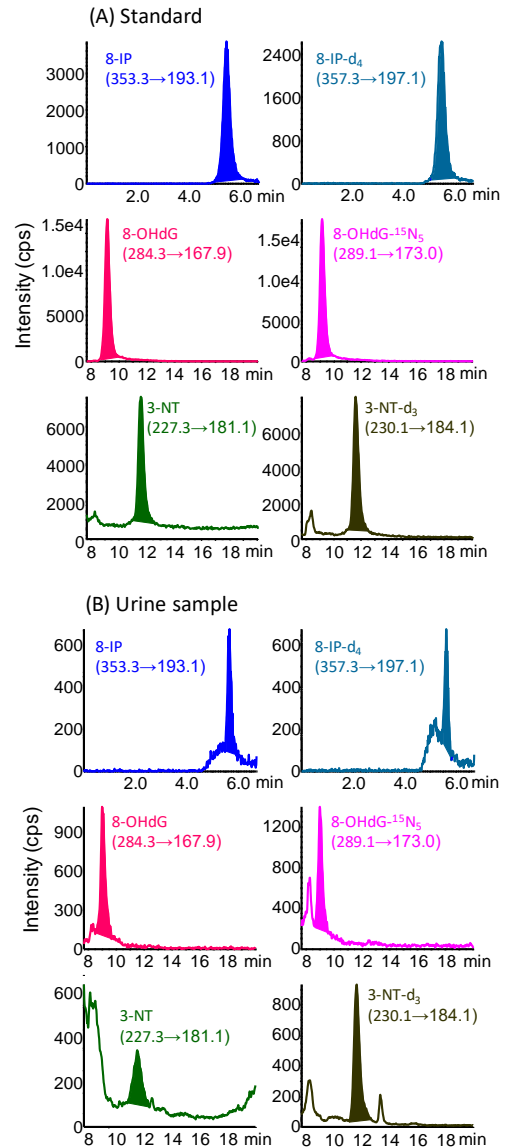 (A) Standard
8-IP
(353.3→193.1)
3000
2000
1000
0
2.0 4.0 6.0 min
8-IP-d4
(357.3→197.1)
2400
1600
800
0
2.0 4.0 6.0 min
Intensity (cps)
8-OHdG
(284.3→167.9)
1.5e4
1.0e4
5000
0
8 10 12 14 16 18 min
8-OHdG-¹⁵N₅
(289.1→173.0)
1.5e4
1.0e4
5000
0
8 10 12 14 16 18 min
3-NT
(227.3→181.1)
6000
4000
2000
0
8 10 12 14 16 18 min
3-NT-d₃
(230.1→184.1)
6000
4000
2000
0
8 10 12 14 16 18 min
(B) Urine sample
8-IP
(353.3→193.1)
600
400
200
0
2.0 4.0 6.0 min
8-IP-d₄
(357.3→197.1)
600
400
200
0
2.0 4.0 6.0 min
Intensity (cps)
8-OHdG
(284.3→167.9)
900
600
300
0
8 10 12 14 16 18 min
8-OHdG-¹⁵N₅
(289.1→173.0)
1200
800
400
0
8 10 12 14 16 18 min
3-NT
(227.3→181.1)
600
400
200
0
8 10 12 14 16 18 min
3-NT-d₃
(230.1→184.1)
800
600
400
200
0
8 10 12 14 16 18 min